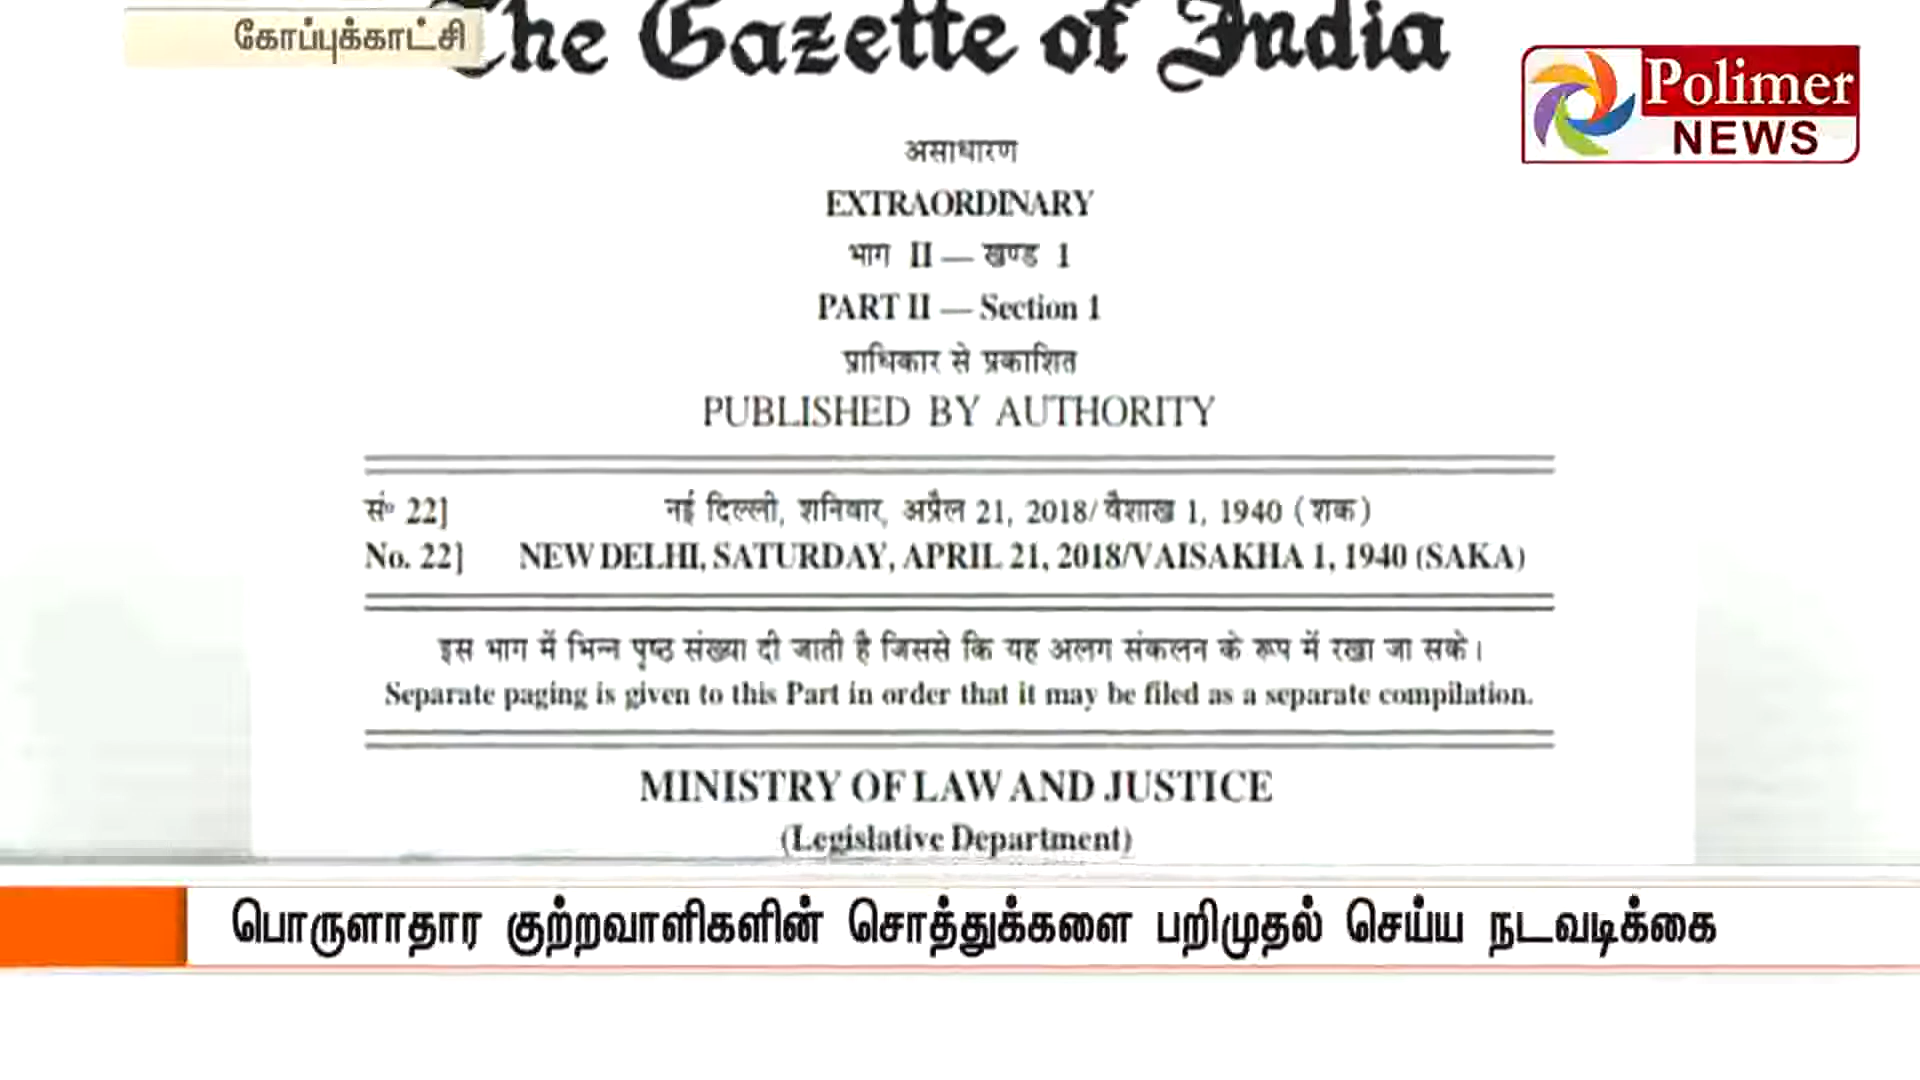 கோப்புக்காட்சி
The Gazette of India
Polimer
NEWS
असाधारण
EXTRAORDINARY
भाग II — खण्ड 1
PART II — Section 1
प्राधिकार से प्रकाशित
PUBLISHED BY AUTHORITY
सं॰ 22] नई दिल्ली, शनिवार, अप्रैल 21, 2018/ वैशाख 1, 1940 (शक)
No. 22] NEW DELHI, SATURDAY, APRIL 21, 2018/VAISAKHA 1, 1940 (SAKA)
इस भाग में भिन्न पृष्ठ संख्या दी जाती है जिससे कि यह अलग संकलन के रूप में रखा जा सके।
Separate paging is given to this Part in order that it may be filed as a separate compilation.
MINISTRY OF LAW AND JUSTICE
(Legislative Department)
பொருளாதார குற்றவாளிகளின் சொத்துக்களை பறிமுதல் செய்ய நடவடிக்கை